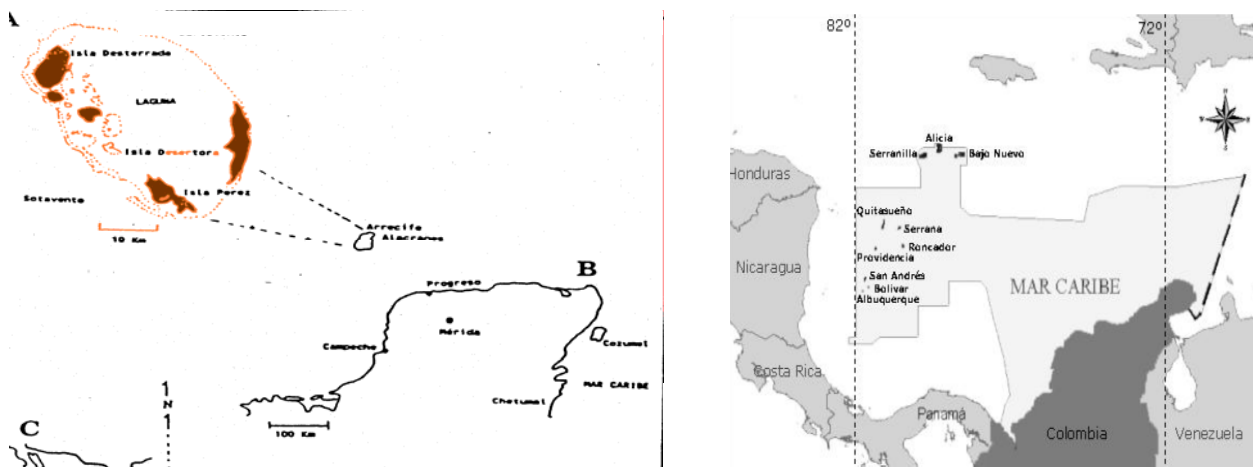 A
Isla Desterrada
LAGUNA
Isla Desertora
Isla Perez
Sotavento
10 Km
Arrecife
Alacranes
B
Progreso
Mérida
Cozumel
Campeche
MAR CARIBE
Chetumal
100 Km
N
C
82º
72º
Alicia
Serranilla
Bajo Nuevo
Honduras
Quitasueño
Serrana
Nicaragua
Providencia
Roncador
San Andrés
Bolivar
Albuquerque
MAR CARIBE
Costa Rica
Panamá
Colombia
Venezuela